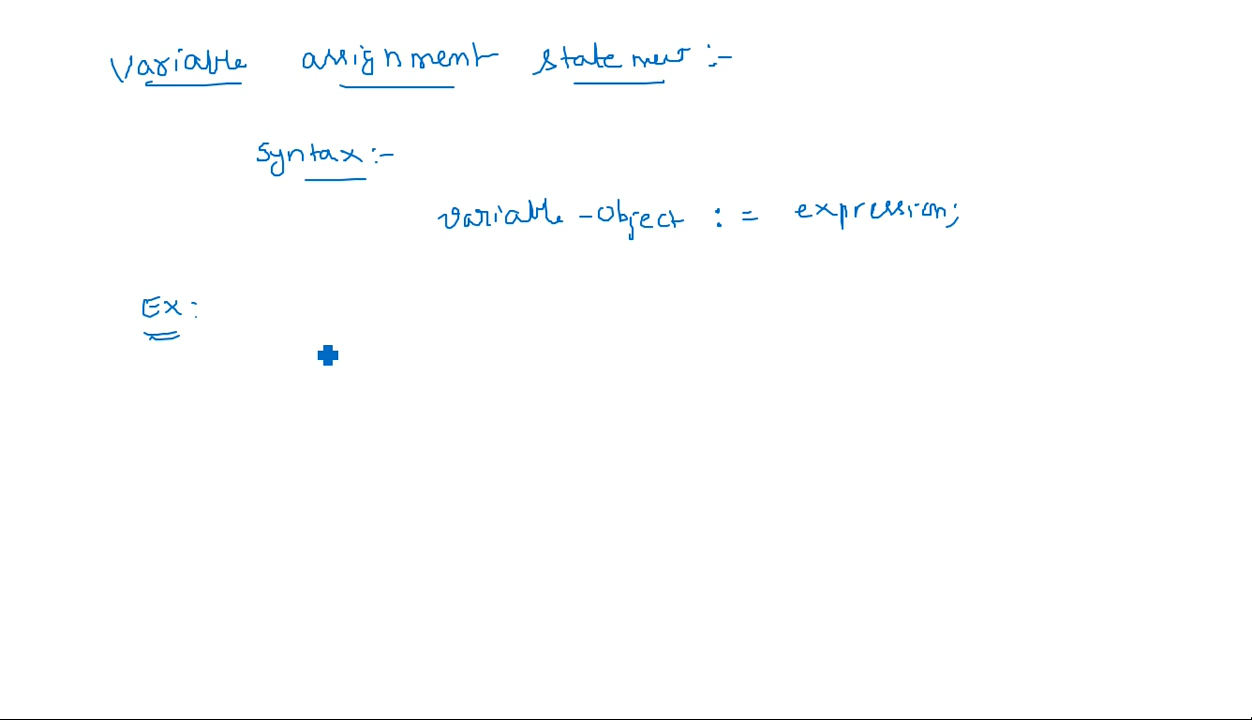 Variable assignment statement :-
Syntax :-
variable-object := expression;
Ex :